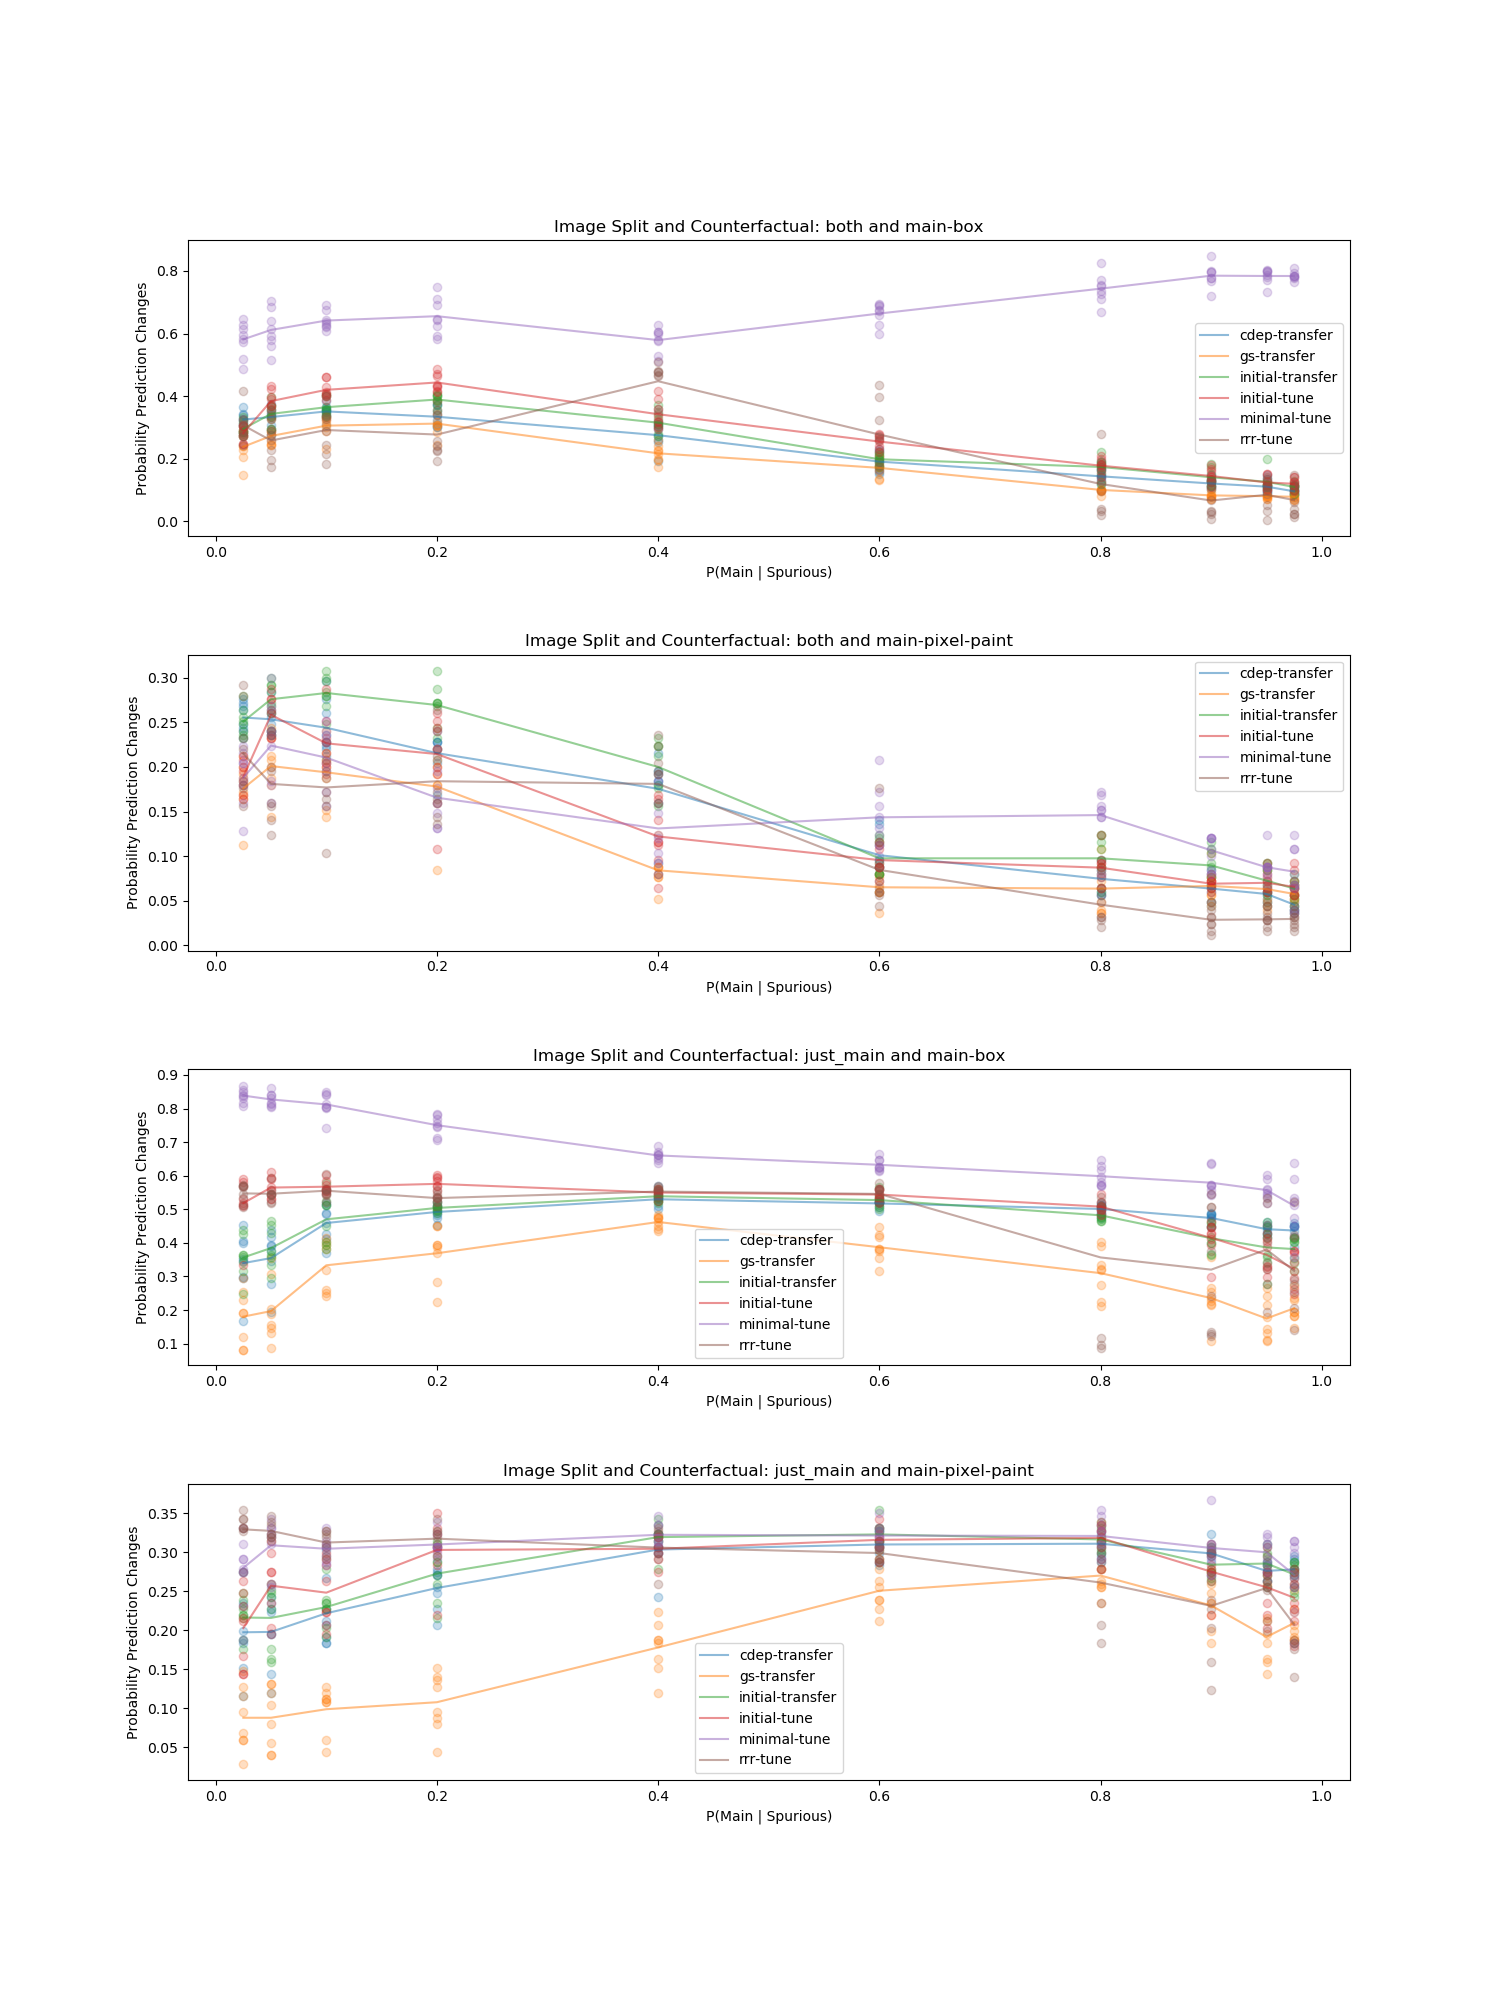 Image Split and Counterfactual: both and main-box
Probability Prediction Changes
0.8
0.6
0.4
0.2
0.0
cdep-transfer
gs-transfer
initial-transfer
initial-tune
minimal-tune
rrr-tune
0.0 0.2 0.4 0.6 0.8 1.0
P(Main | Spurious)
Image Split and Counterfactual: both and main-pixel-paint
Probability Prediction Changes
0.30
0.25
0.20
0.15
0.10
0.05
0.00
cdep-transfer
gs-transfer
initial-transfer
initial-tune
minimal-tune
rrr-tune
0.0 0.2 0.4 0.6 0.8 1.0
P(Main | Spurious)
Image Split and Counterfactual: just_main and main-box
Probability Prediction Changes
0.9
0.8
0.7
0.6
0.5
0.4
0.3
0.2
0.1
cdep-transfer
gs-transfer
initial-transfer
initial-tune
minimal-tune
rrr-tune
0.0 0.2 0.4 0.6 0.8 1.0
P(Main | Spurious)
Image Split and Counterfactual: just_main and main-pixel-paint
Probability Prediction Changes
0.35
0.30
0.25
0.20
0.15
0.10
0.05
cdep-transfer
gs-transfer
initial-transfer
initial-tune
minimal-tune
rrr-tune
0.0 0.2 0.4 0.6 0.8 1.0
P(Main | Spurious)